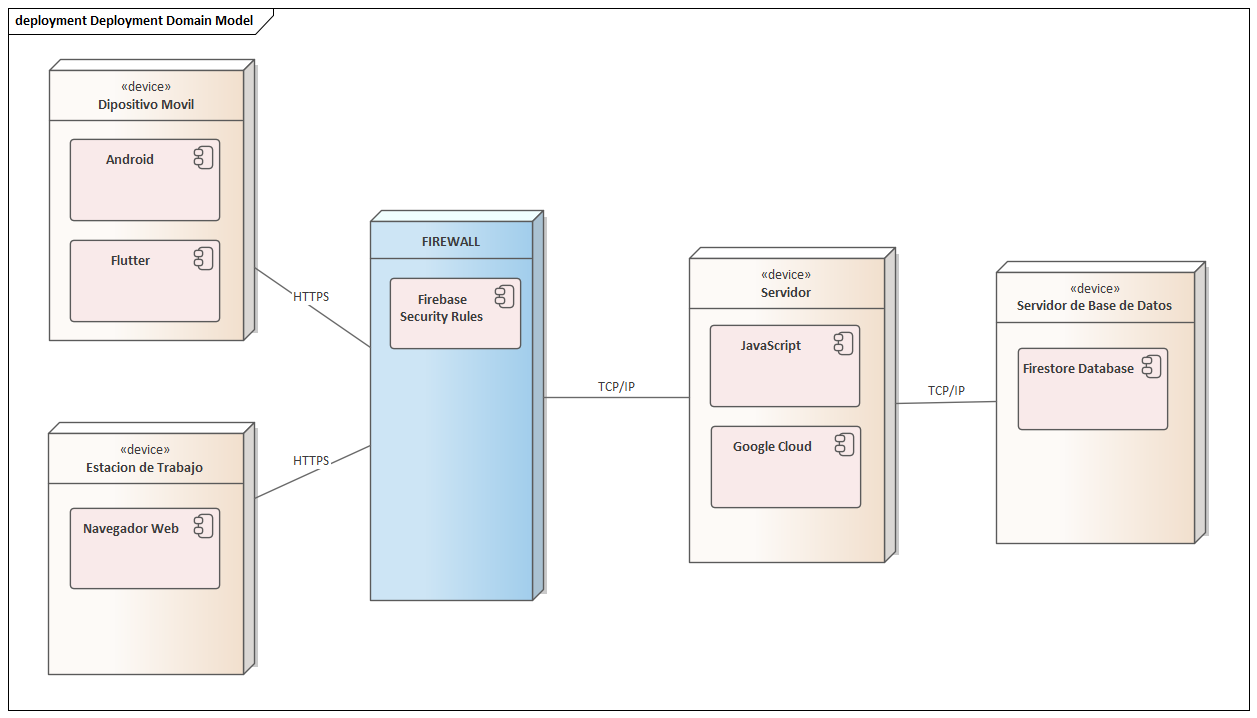 deployment Deployment Domain Model
«device»
Dipositivo Movil
Android
Flutter
HTTPS
«device»
Estacion de Trabajo
Navegador Web
HTTPS
FIREWALL
Firebase
Security Rules
TCP/IP
«device»
Servidor
JavaScript
Google Cloud
TCP/IP
«device»
Servidor de Base de Datos
Firestore Database